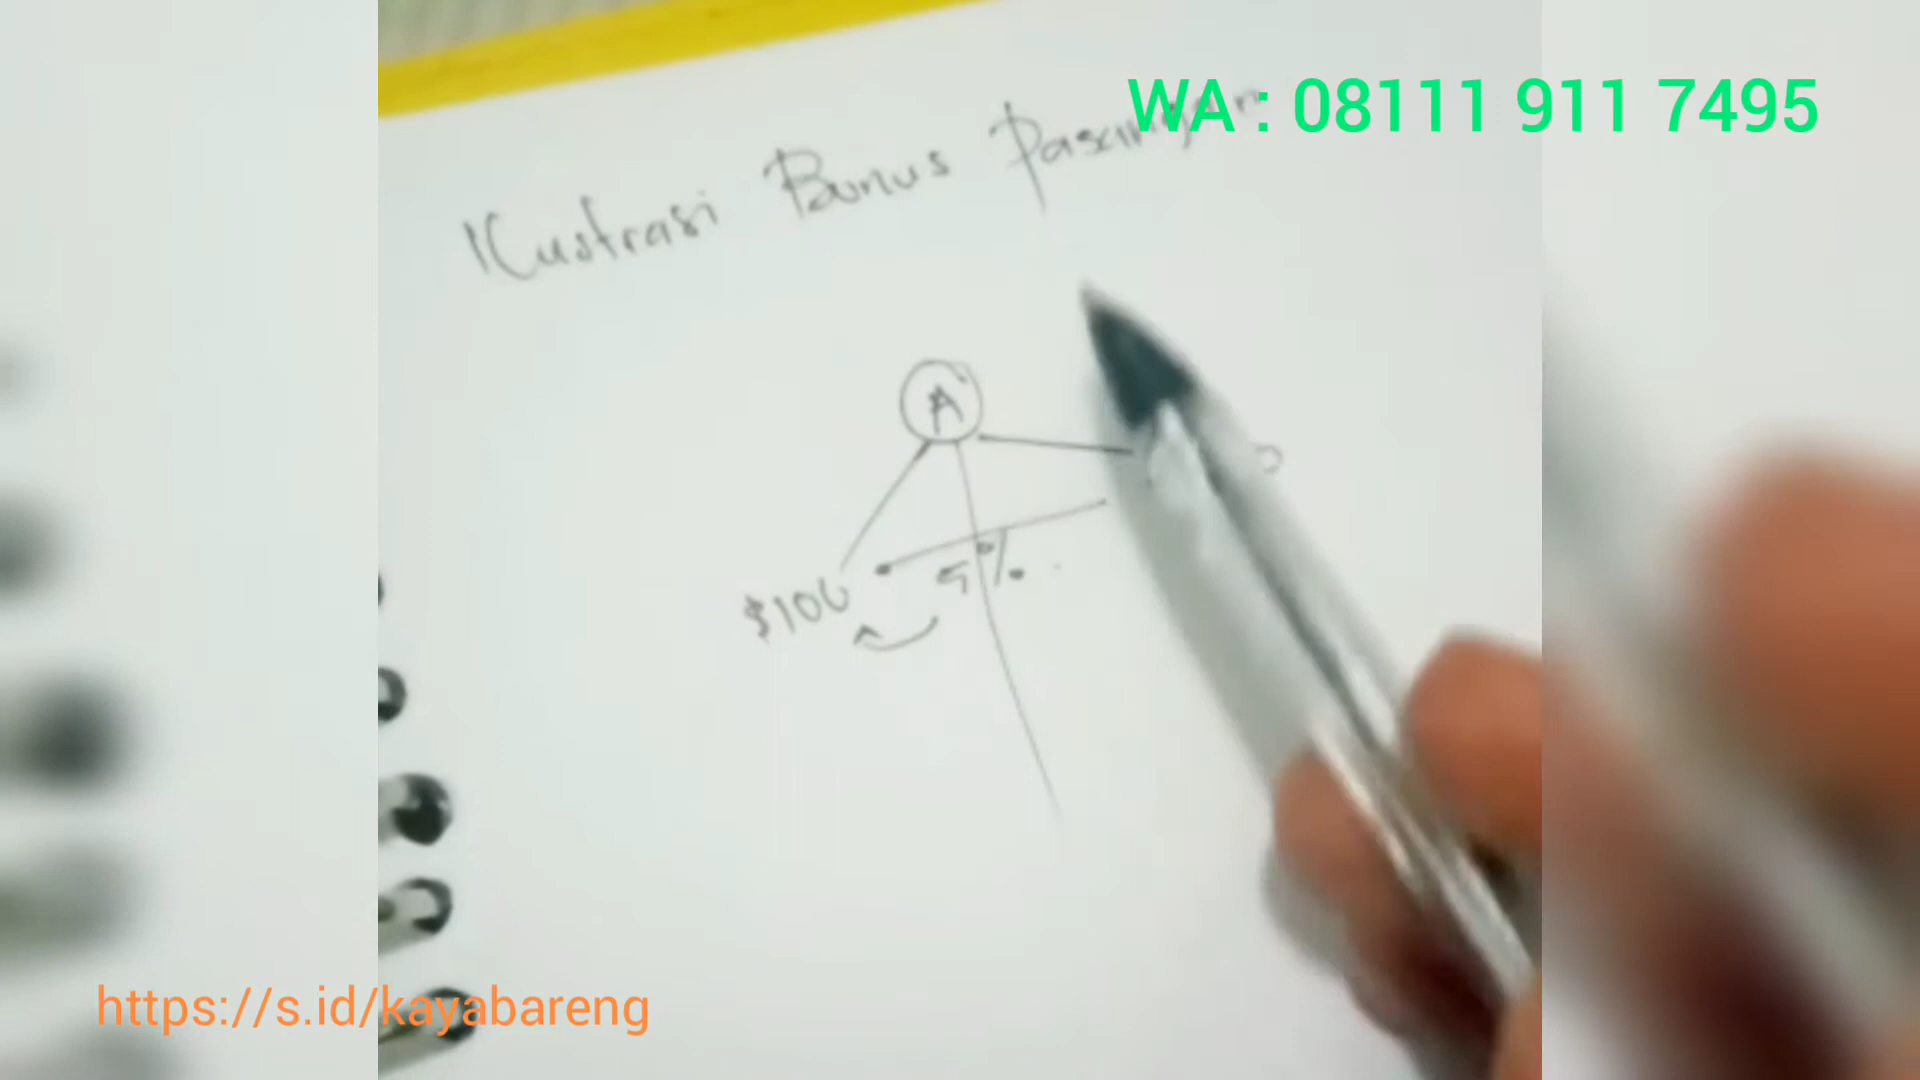 WA : 08111 911 7495
Ilustrasi Bonus Pasangan
A
5%
$100
https://s.id/kayabareng